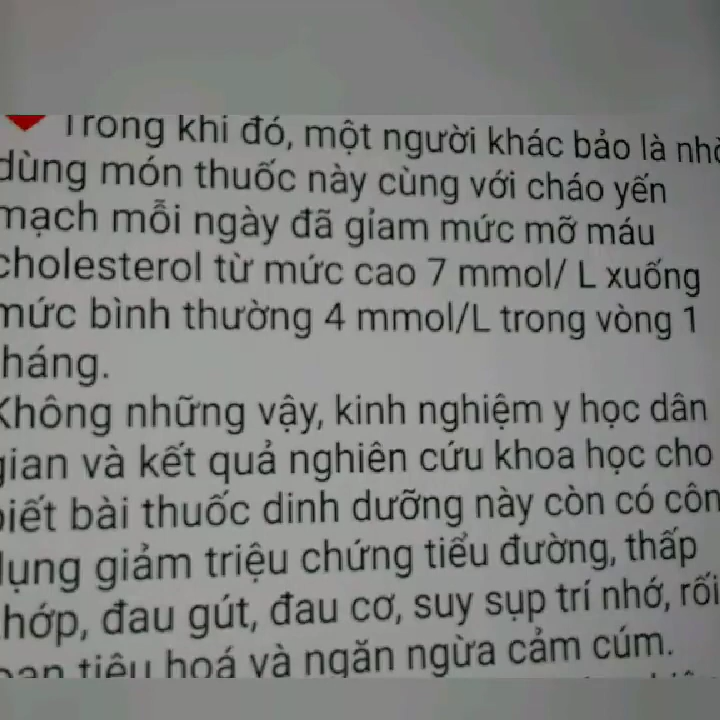 Trong khi đó, một người khác bảo là nhờ
dùng món thuốc này cùng với cháo yến
mạch mỗi ngày đã giảm mức mỡ máu
cholesterol từ mức cao 7 mmol/ L xuống
mức bình thường 4 mmol/L trong vòng 1
tháng.
Không những vậy, kinh nghiệm y học dân
gian và kết quả nghiên cứu khoa học cho
biết bài thuốc dinh dưỡng này còn có côn
dụng giảm triệu chứng tiểu đường, thấp
khớp, đau gút, đau cơ, suy sụp trí nhớ, rối
loạn tiêu hoá và ngăn ngừa cảm cúm.